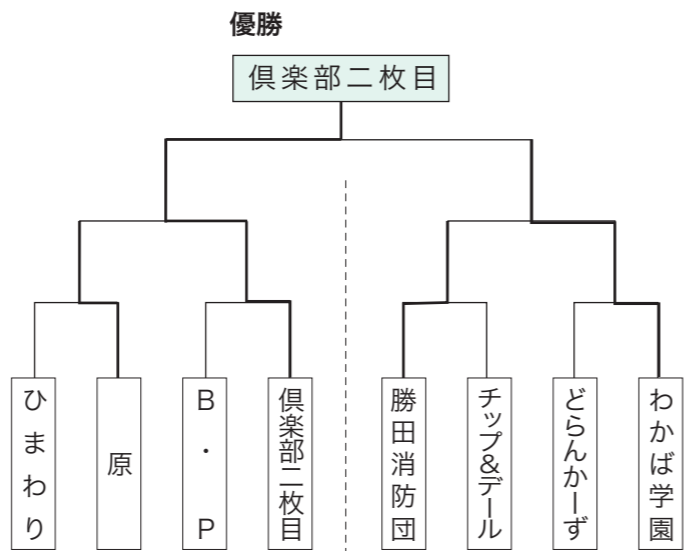 優勝
倶楽部二枚目
ひまわり
原
B・P
倶楽部二枚目
勝田消防団
チップ&デール
どらんかーず
わかば学園